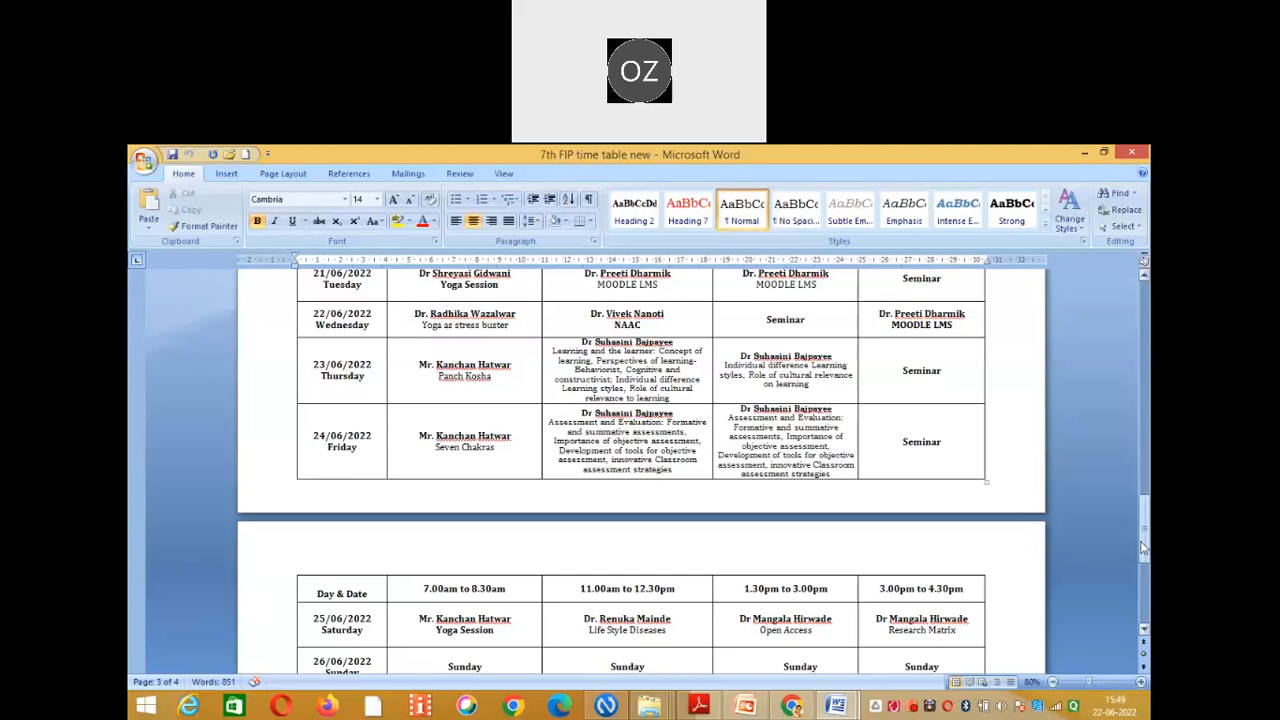 OZ
7th FIP time table new - Microsoft Word
Home Insert Page Layout References Mailings Review View
Paste
Cut
Copy
Format Painter
Clipboard
Cambria 14
Font
Paragraph
AaBbCcDd AaBbCc AaBbCc AaBbCc AaBbCc AaBbCc AaBbCc AaBbCc
Heading 2 Heading 7 ¶ Normal ¶ No Spaci... Subtle Em... Emphasis Intense E... Strong
Change
Styles
Styles
Find
Replace
Select
Editing
21/06/2022
Tuesday
Dr Shreyasi Gidwani
Yoga Session
Dr. Preeti Dharmik
MOODLE LMS
Dr. Preeti Dharmik
MOODLE LMS
Seminar
22/06/2022
Wednesday
Dr. Radhika Wazalwar
Yoga as stress buster
Dr. Vivek Nanoti
NAAC
Seminar
Dr. Preeti Dharmik
MOODLE LMS
23/06/2022
Thursday
Mr. Kanchan Hatwar
Panch Kosha
Dr Suhasini Bajpayee
Learning and the learner: Concept of
learning, Perspectives of learning-
Behaviorist, Cognitive and
constructivist; Individual difference
Learning styles, Role of cultural
relevance to learning
Dr Suhasini Bajpayee
Individual difference Learning
styles, Role of cultural relevance
on learning
Seminar
24/06/2022
Friday
Mr. Kanchan Hatwar
Seven Chakras
Dr Suhasini Bajpayee
Assessment and Evaluation: Formative
and summative assessments,
Importance of objective assessment,
Development of tools for objective
assessment, innovative Classroom
assessment strategies
Dr Suhasini Bajpayee
Assessment and Evaluation:
Formative and summative
assessments, Importance of
objective assessment,
Development of tools for objective
assessment, innovative Classroom
assessment strategies
Seminar
Day & Date
7.00am to 8.30am
11.00am to 12.30pm
1.30pm to 3.00pm
3.00pm to 4.30pm
25/06/2022
Saturday
Mr. Kanchan Hatwar
Yoga Session
Dr. Renuka Mainde
Life Style Diseases
Dr Mangala Hirwade
Open Access
Dr Mangala Hirwade
Research Matrix
26/06/2022
Sunday
Sunday
Sunday
Sunday
Sunday
Page: 3 of 4 Words: 851
80%
15:49
22-06-2022